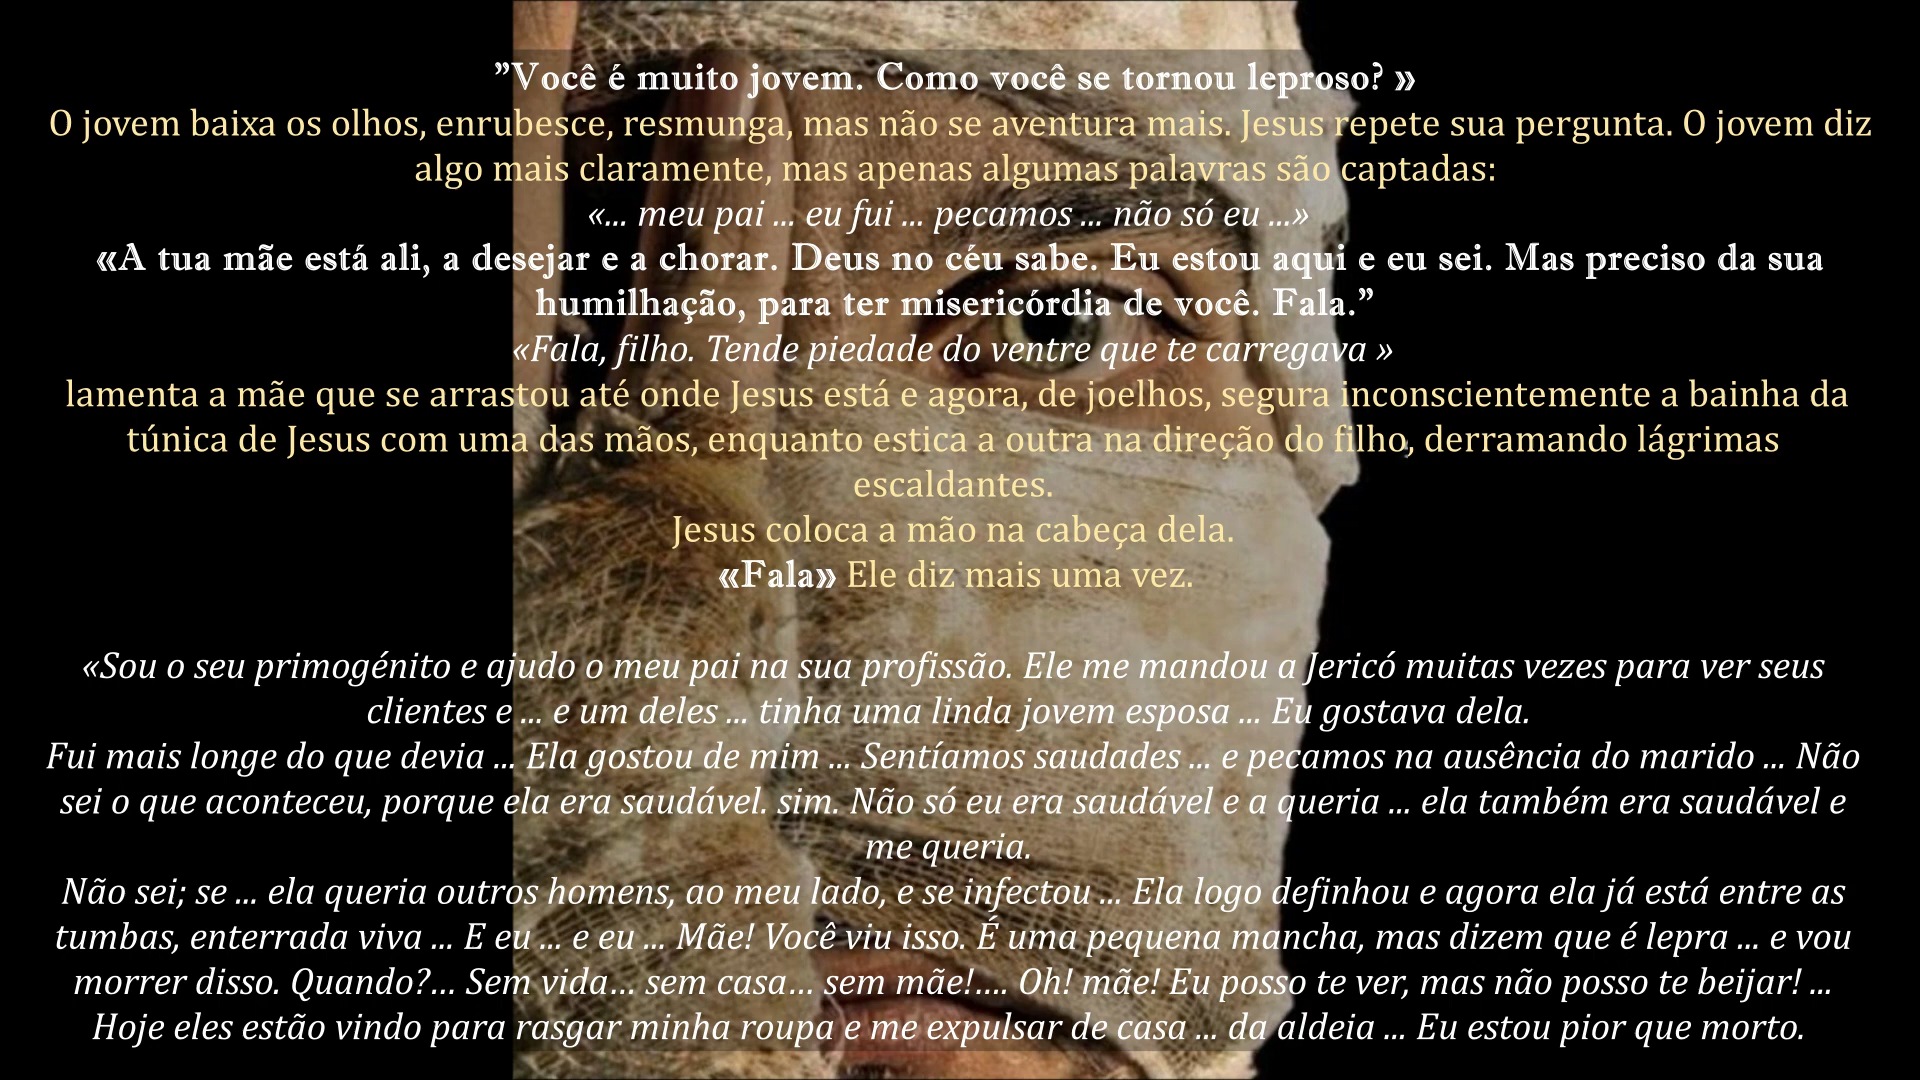 ”Você é muito jovem. Como você se tornou leproso? »
O jovem baixa os olhos, enrubesce, resmunga, mas não se aventura mais. Jesus repete sua pergunta. O jovem diz
algo mais claramente, mas apenas algumas palavras são captadas:
«... meu pai ... eu fui ... pecamos ... não só eu ...»
«A tua mãe está ali, a desejar e a chorar. Deus no céu sabe. Eu estou aqui e eu sei. Mas preciso da sua
humilhação, para ter misericórdia de você. Fala.”
«Fala, filho. Tende piedade do ventre que te carregava »
lamenta a mãe que se arrastou até onde Jesus está e agora, de joelhos, segura inconscientemente a bainha da
túnica de Jesus com uma das mãos, enquanto estica a outra na direção do filho, derramando lágrimas
escaldantes.
Jesus coloca a mão na cabeça dela.
«Fala» Ele diz mais uma vez.
«Sou o seu primogénito e ajudo o meu pai na sua profissão. Ele me mandou a Jericó muitas vezes para ver seus
clientes e ... e um deles ... tinha uma linda jovem esposa ... Eu gostava dela.
Fui mais longe do que devia ... Ela gostou de mim ... Sentíamos saudades ... e pecamos na ausência do marido ... Não
sei o que aconteceu, porque ela era saudável. sim. Não só eu era saudável e a queria ... ela também era saudável e
me queria.
Não sei; se ... ela queria outros homens, ao meu lado, e se infectou ... Ela logo definhou e agora ela já está entre as
tumbas, enterrada viva ... E eu ... e eu ... Mãe! Você viu isso. É uma pequena mancha, mas dizem que é lepra ... e vou
morrer disso. Quando?... Sem vida... sem casa... sem mãe!.... Oh! mãe! Eu posso te ver, mas não posso te beijar! ...
Hoje eles estão vindo para rasgar minha roupa e me expulsar de casa ... da aldeia ... Eu estou pior que morto.